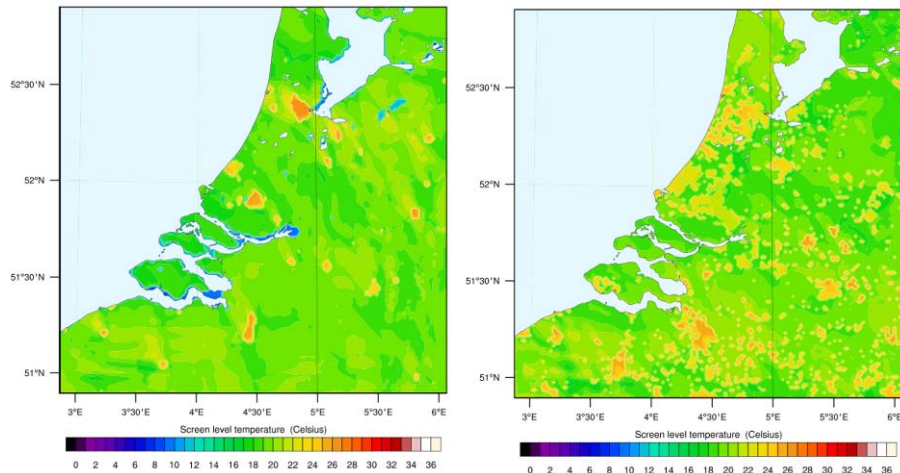 52°30'N
52°N
51°30'N
51°N
3°E 3°30'E 4°E 4°30'E 5°E 5°30'E 6°E
Screen level temperature (Celsius)
0 2 4 6 8 10 12 14 16 18 20 22 24 26 28 30 32 34 36
52°30'N
52°N
51°30'N
51°N
3°E 3°30'E 4°E 4°30'E 5°E 5°30'E 6°E
Screen level temperature (Celsius)
0 2 4 6 8 10 12 14 16 18 20 22 24 26 28 30 32 34 36